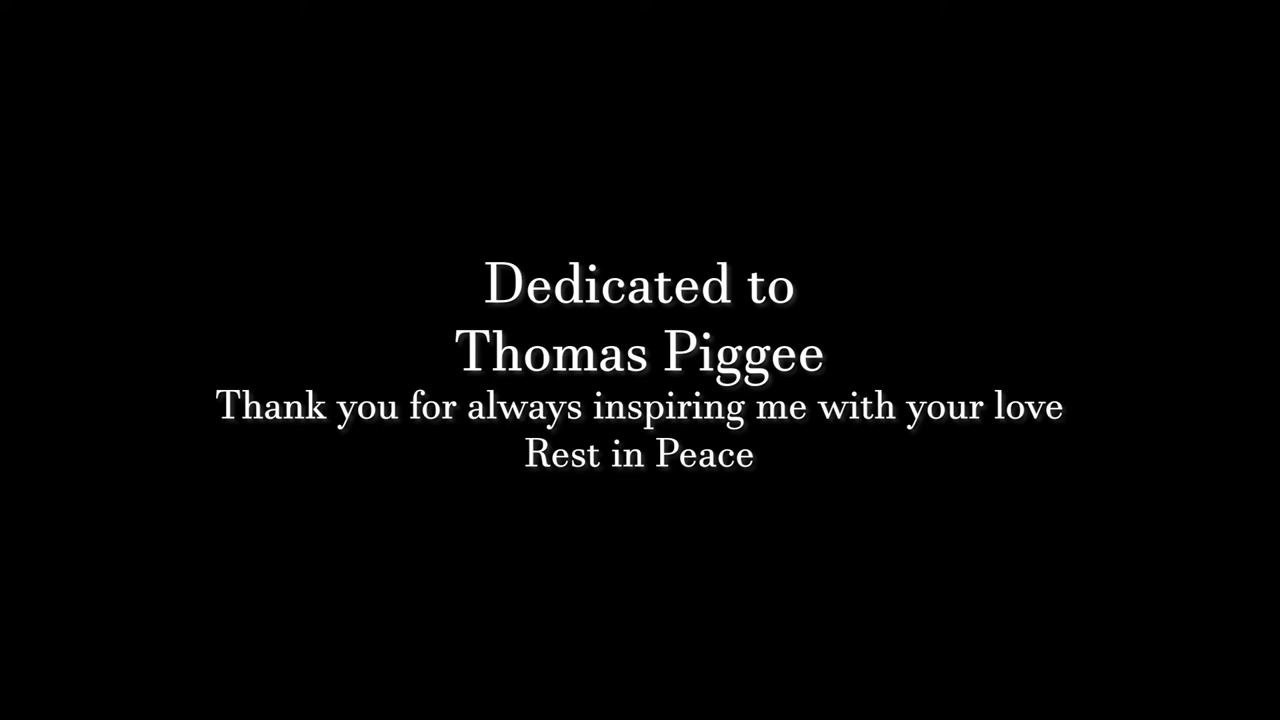 Dedicated to
Thomas Piggee
Thank you for always inspiring me with your love
Rest in Peace